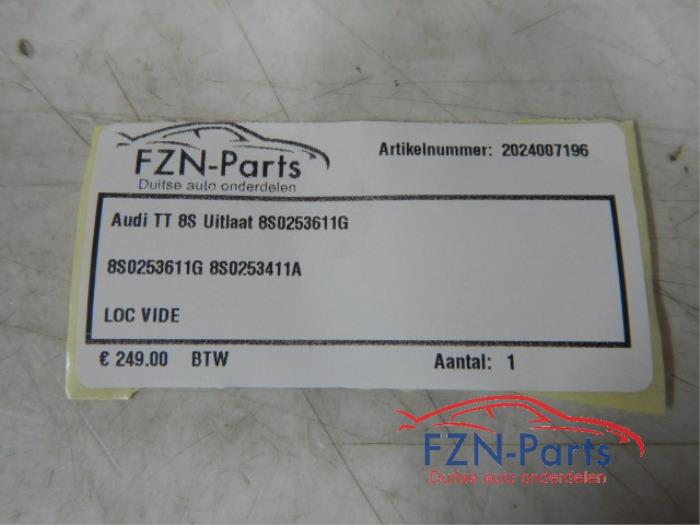 FZN-Parts
Duitse auto onderdelen
Artikelnummer: 2024007196
Audi TT 8S Uitlaat 8S0253611G
8S0253611G 8S0253411A
LOC VIDE
€ 249.00 BTW
Aantal: 1
FZN-Parts
Duitse auto onderdelen